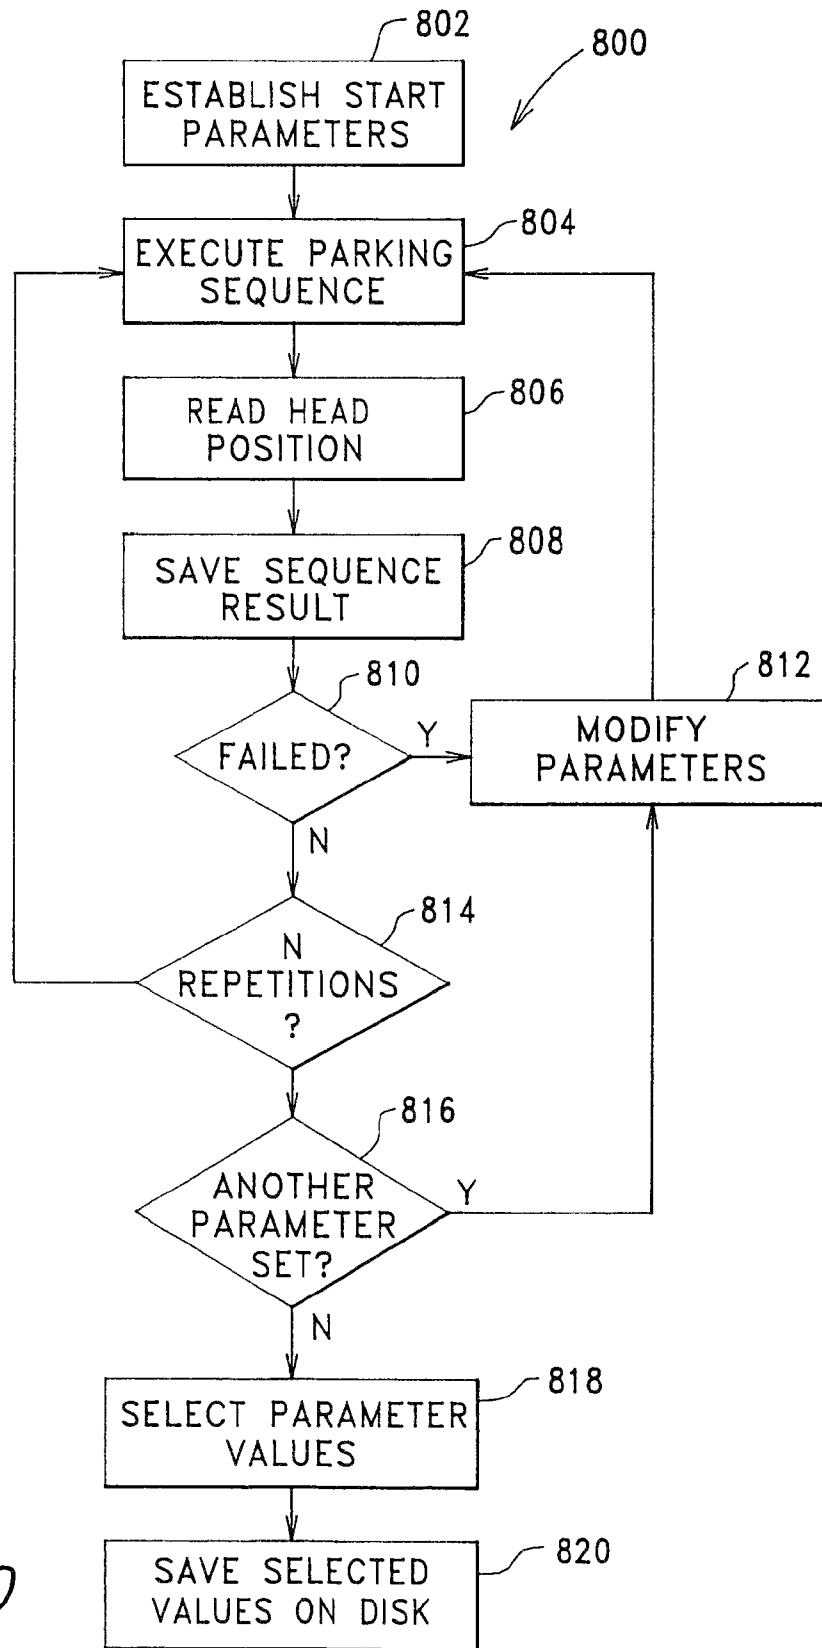 802
800
ESTABLISH START
PARAMETERS
804
EXECUTE PARKING
SEQUENCE
806
READ HEAD
POSITION
808
SAVE SEQUENCE
RESULT
810
FAILED?
Y
N
812
MODIFY
PARAMETERS
814
N
REPETITIONS
?
816
ANOTHER
PARAMETER
SET?
Y
N
818
SELECT PARAMETER
VALUES
820
SAVE SELECTED
VALUES ON DISK